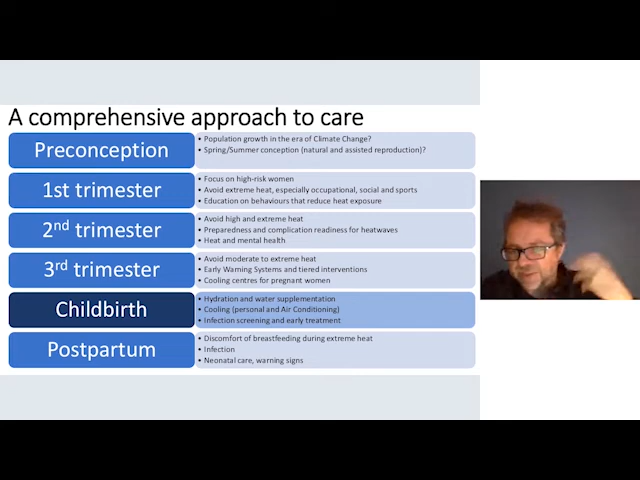 A comprehensive approach to care
Preconception
• Population growth in the era of Climate Change?
• Spring/Summer conception (natural and assisted reproduction)?
1st trimester
• Focus on high-risk women
• Avoid extreme heat, especially occupational, social and sports
• Education on behaviours that reduce heat exposure
2nd trimester
• Avoid high and extreme heat
• Preparedness and complication readiness for heatwaves
• Heat and mental health
3rd trimester
• Avoid moderate to extreme heat
• Early Warning Systems and tiered interventions
• Cooling centres for pregnant women
Childbirth
• Hydration and water supplementation
• Cooling (personal and Air Conditioning)
• Infection screening and early treatment
Postpartum
• Discomfort of breastfeeding during extreme heat
• Infection
• Neonatal care, warning signs